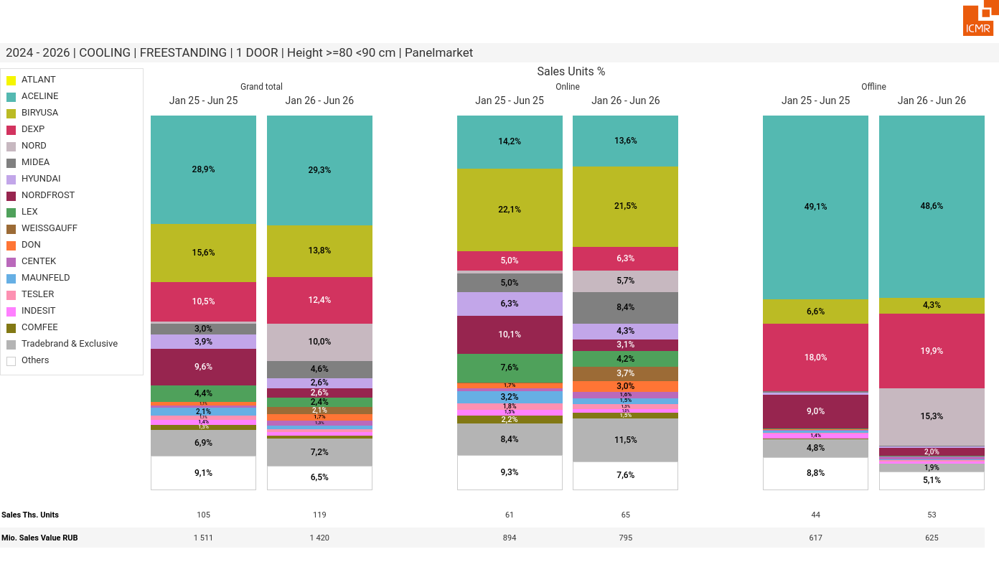 ICMR
2024 - 2026 | COOLING | FREESTANDING | 1 DOOR | Height >=80 <90 cm | Panelmarket
Sales Units %
Grand total Online Offline
Jan 25 - Jun 25 Jan 26 - Jun 26 Jan 25 - Jun 25 Jan 26 - Jun 26 Jan 25 - Jun 25 Jan 26 - Jun 26
ATLANT
ACELINE
BIRYUSA
DEXP
NORD
MIDEA
HYUNDAI
NORDFROST
LEX
WEISSGAUFF
DON
CENTEK
MAUNFELD
TESLER
INDESIT
COMFEE
Tradebrand & Exclusive
Others
28,9%
15,6%
10,5%
3,0%
3,9%
9,6%
4,4%
1,1%
2,1%
1,1%
1,4%
1,3%
6,9%
9,1%
29,3%
13,8%
12,4%
10,0%
4,6%
2,6%
2,6%
2,4%
2,1%
1,7%
1,3%
7,2%
6,5%
14,2%
22,1%
5,0%
5,0%
6,3%
10,1%
7,6%
1,7%
3,2%
1,8%
1,5%
2,2%
8,4%
9,3%
13,6%
21,5%
6,3%
5,7%
8,4%
4,3%
3,1%
4,2%
3,7%
3,0%
1,6%
1,5%
1,3%
1,0%
1,5%
11,5%
7,6%
49,1%
6,6%
18,0%
9,0%
1,4%
4,8%
8,8%
48,6%
4,3%
19,9%
15,3%
2,0%
1,9%
5,1%
Sales Ths. Units 105 119 61 65 44 53
Mio. Sales Value RUB 1 511 1 420 894 795 617 625